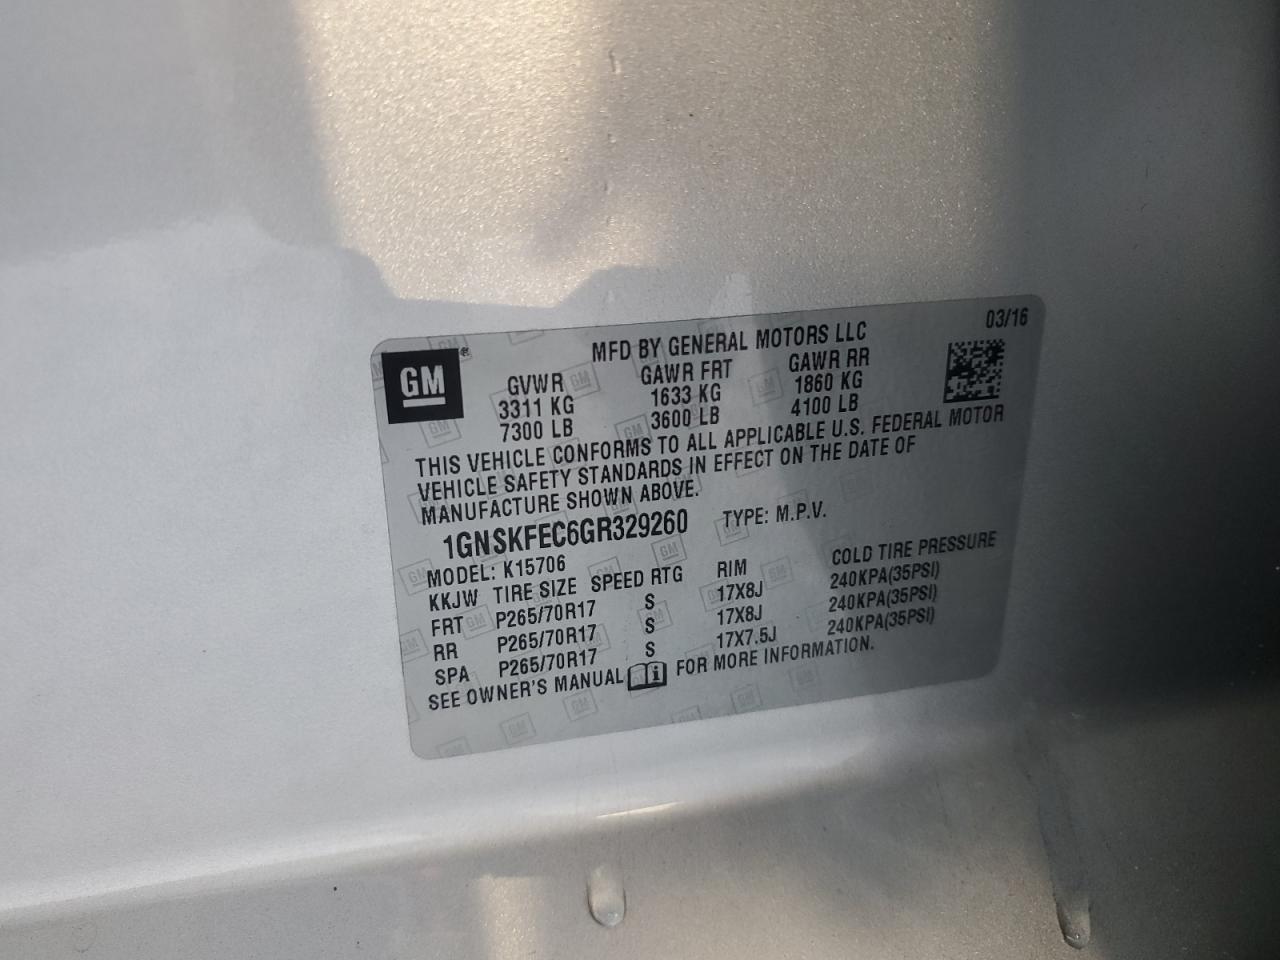 GM®
MFD BY GENERAL MOTORS LLC 03/16
GVWR GAWR FRT GAWR RR
3311 KG 1633 KG 1860 KG
7300 LB 3600 LB 4100 LB
THIS VEHICLE CONFORMS TO ALL APPLICABLE U.S. FEDERAL MOTOR
VEHICLE SAFETY STANDARDS IN EFFECT ON THE DATE OF
MANUFACTURE SHOWN ABOVE.
1GNSKFEC6GR329260 TYPE: M.P.V.
MODEL: K15706
KKJW TIRE SIZE SPEED RTG RIM COLD TIRE PRESSURE
FRT P265/70R17 S 17X8J 240KPA(35PSI)
RR P265/70R17 S 17X8J 240KPA(35PSI)
SPA P265/70R17 S 17X7.5J 240KPA(35PSI)
SEE OWNER'S MANUAL FOR MORE INFORMATION.